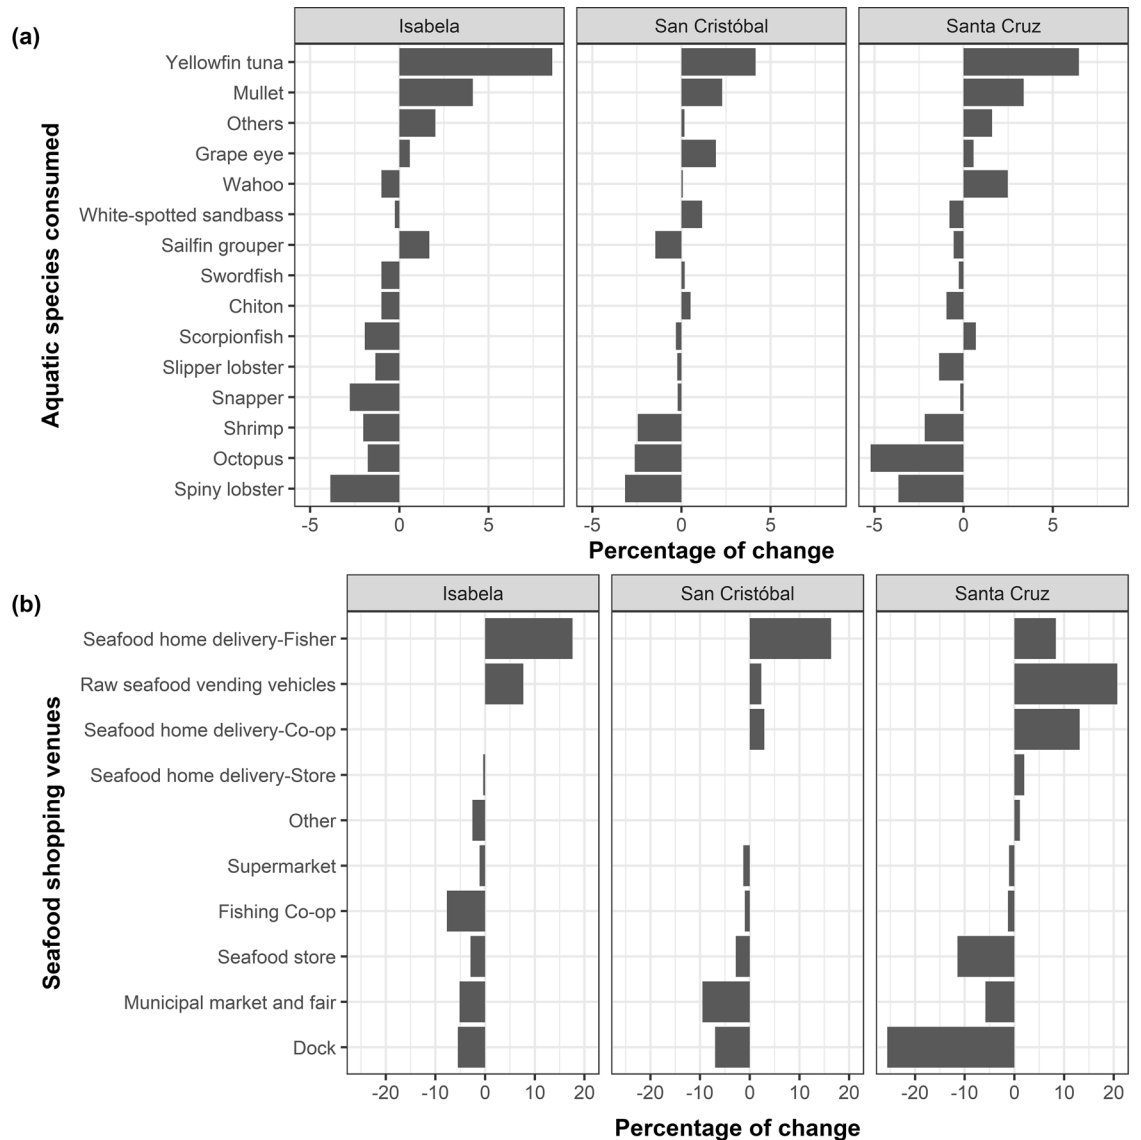 (a)
Isabela
San Cristóbal
Santa Cruz
Aquatic species consumed
Yellowfin tuna
Mullet
Others
Grape eye
Wahoo
White-spotted sandbass
Sailfin grouper
Swordfish
Chiton
Scorpionfish
Slipper lobster
Snapper
Shrimp
Octopus
Spiny lobster
-5 0 5
-5 0 5
-5 0 5
Percentage of change
(b)
Isabela
San Cristóbal
Santa Cruz
Seafood shopping venues
Seafood home delivery-Fisher
Raw seafood vending vehicles
Seafood home delivery-Co-op
Seafood home delivery-Store
Other
Supermarket
Fishing Co-op
Seafood store
Municipal market and fair
Dock
-20 -10 0 10 20
-20 -10 0 10 20
-20 -10 0 10 20
Percentage of change